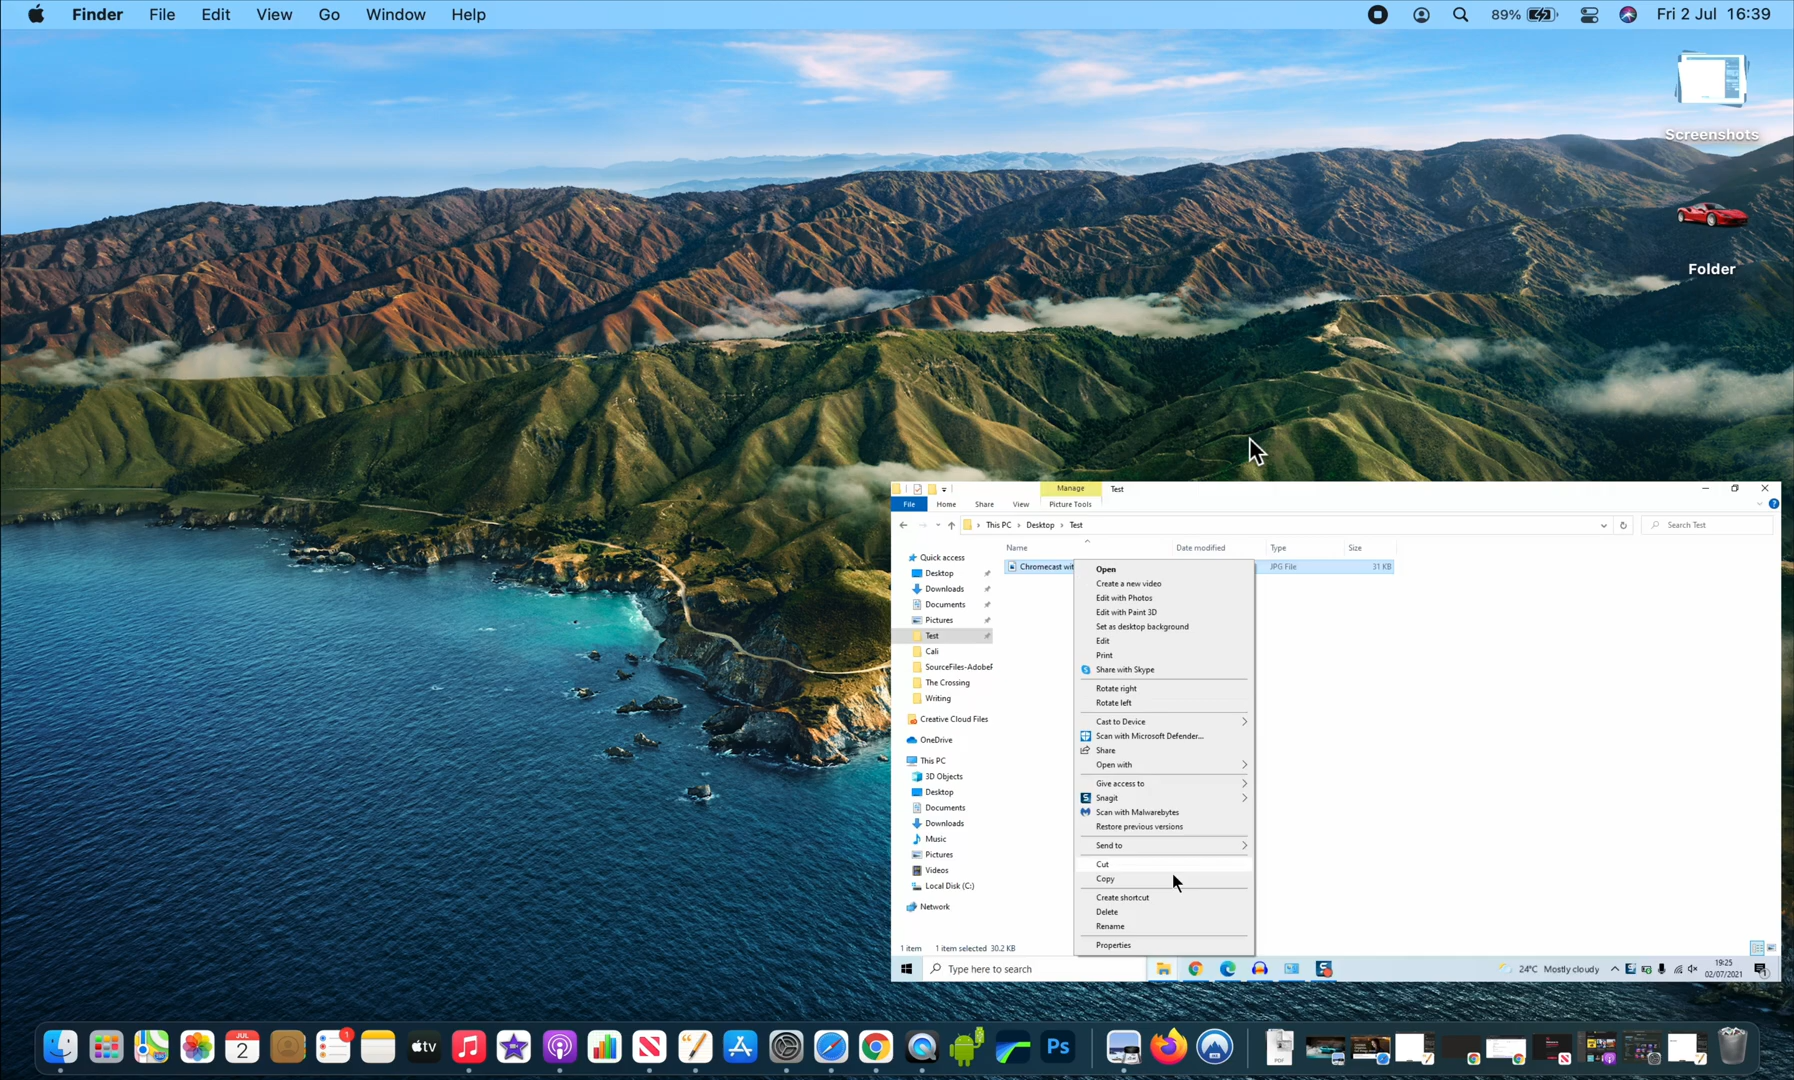 Finder File Edit View Go Window Help
89% Fri 2 Jul 16:39
Screenshots
Folder
Manage Test
File Home Share View Picture Tools
This PC Desktop Test Search Test
Name Date modified Type Size
Quick access
Desktop
Downloads
Documents
Pictures
Test
Cali
SourceFiles-AdobeF
The Crossing
Writing
Creative Cloud Files
OneDrive
This PC
3D Objects
Desktop
Documents
Downloads
Music
Pictures
Videos
Local Disk (C:)
Network
Chromecast wit JPG File 31 KB
Open
Create a new video
Edit with Photos
Edit with Paint 3D
Set as desktop background
Edit
Print
Share with Skype
Rotate right
Rotate left
Cast to Device
Scan with Microsoft Defender...
Share
Open with
Give access to
Snagit
Scan with Malwarebytes
Restore previous versions
Send to
Cut
Copy
Create shortcut
Delete
Rename
Properties
1 item 1 item selected 30.2 KB
Type here to search
24°C Mostly cloudy
19:25
02/07/2021
JUL
2
1
tv
Ps
PDF